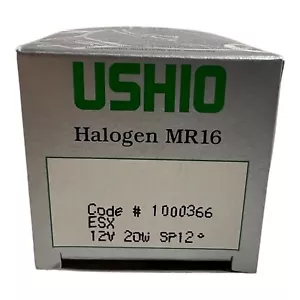 USHIO
Halogen MR16
Code # 1000366
ESX
12V 20W SP12°